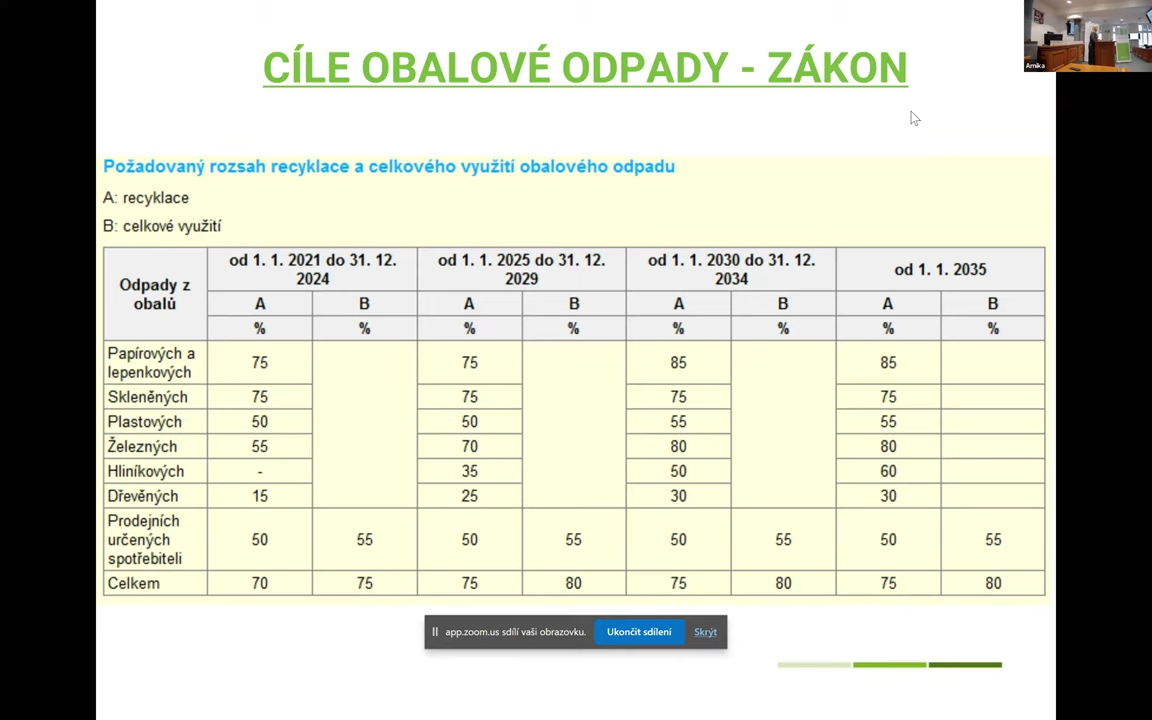 CÍLE OBALOVÉ ODPADY - ZÁKON
Arnika
Požadovaný rozsah recyklace a celkového využití obalového odpadu
A: recyklace
B: celkové využití
Odpady z obalů | od 1. 1. 2021 do 31. 12. 2024 | od 1. 1. 2025 do 31. 12. 2029 | od 1. 1. 2030 do 31. 12. 2034 | od 1. 1. 2035
A B A B A B A B
% % % % % % % %
Papírových a lepenkových 75 75 85 85
Skleněných 75 75 75 75
Plastových 50 50 55 55
Železných 55 70 80 80
Hliníkových - 35 50 60
Dřevěných 15 25 30 30
Prodejních určených spotřebiteli 50 55 50 55 50 55 50 55
Celkem 70 75 75 80 75 80 75 80
app.zoom.us sdílí vaši obrazovku. Ukončit sdílení Skrýt